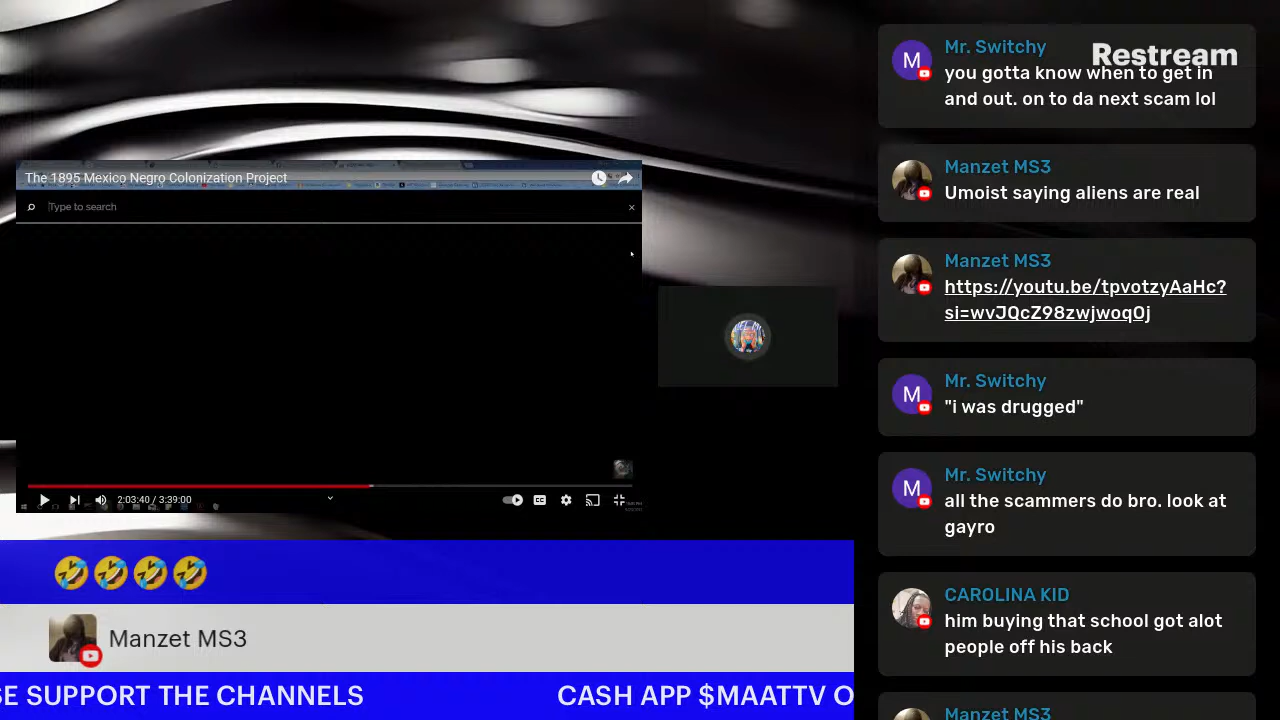 Restream
Mr. Switchy
you gotta know when to get in
and out. on to da next scam lol
Manzet MS3
Umoist saying aliens are real
Manzet MS3
https://youtu.be/tpvotzyAaHc?
si=wvJQcZ98zwjwoqOj
Mr. Switchy
"i was drugged"
Mr. Switchy
all the scammers do bro. look at
gayro
CAROLINA KID
him buying that school got alot
people off his back
Manzet MS3
The 1895 Mexico Negro Colonization Project
Type to search
2:03:40 / 3:39:00
CC
🤣🤣🤣🤣
Manzet MS3
SE SUPPORT THE CHANNELS CASH APP $MAATTV O